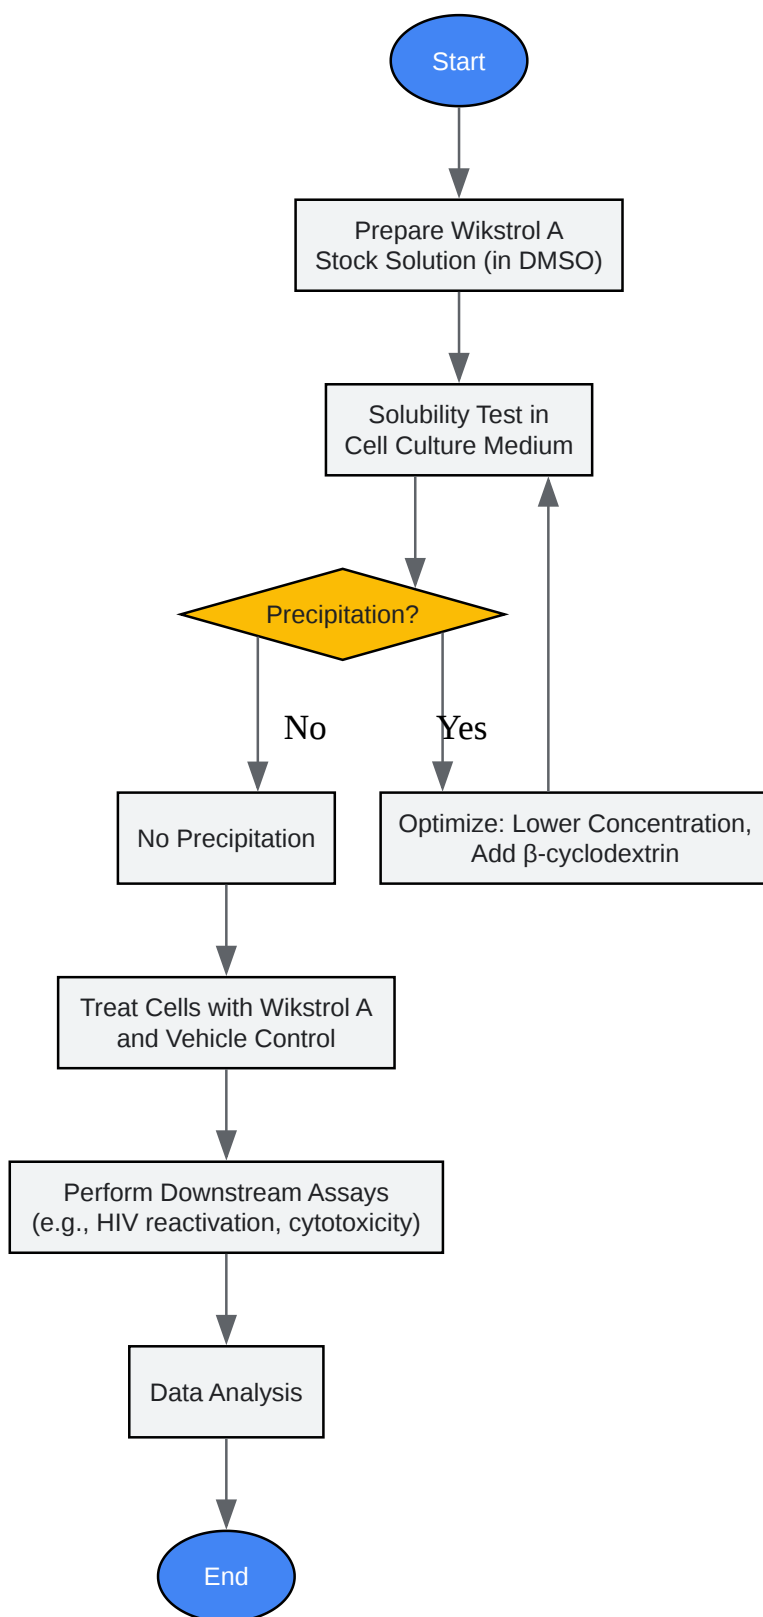 Start
Prepare Wikstrol A
Stock Solution (in DMSO)
Solubility Test in
Cell Culture Medium
Precipitation?
No
Yes
No Precipitation
Optimize: Lower Concentration,
Add β-cyclodextrin
Treat Cells with Wikstrol A
and Vehicle Control
Perform Downstream Assays
(e.g., HIV reactivation, cytotoxicity)
Data Analysis
End